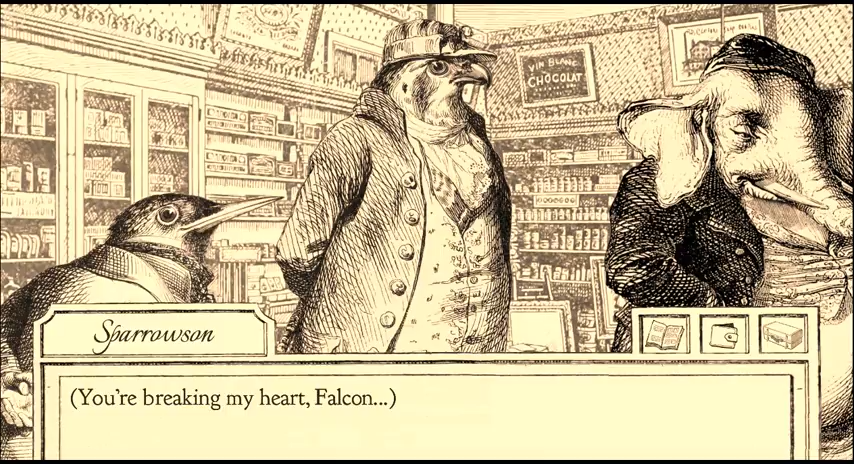 VIN BLANC
CHOCOLAT
Sparrowson
(You're breaking my heart, Falcon...)